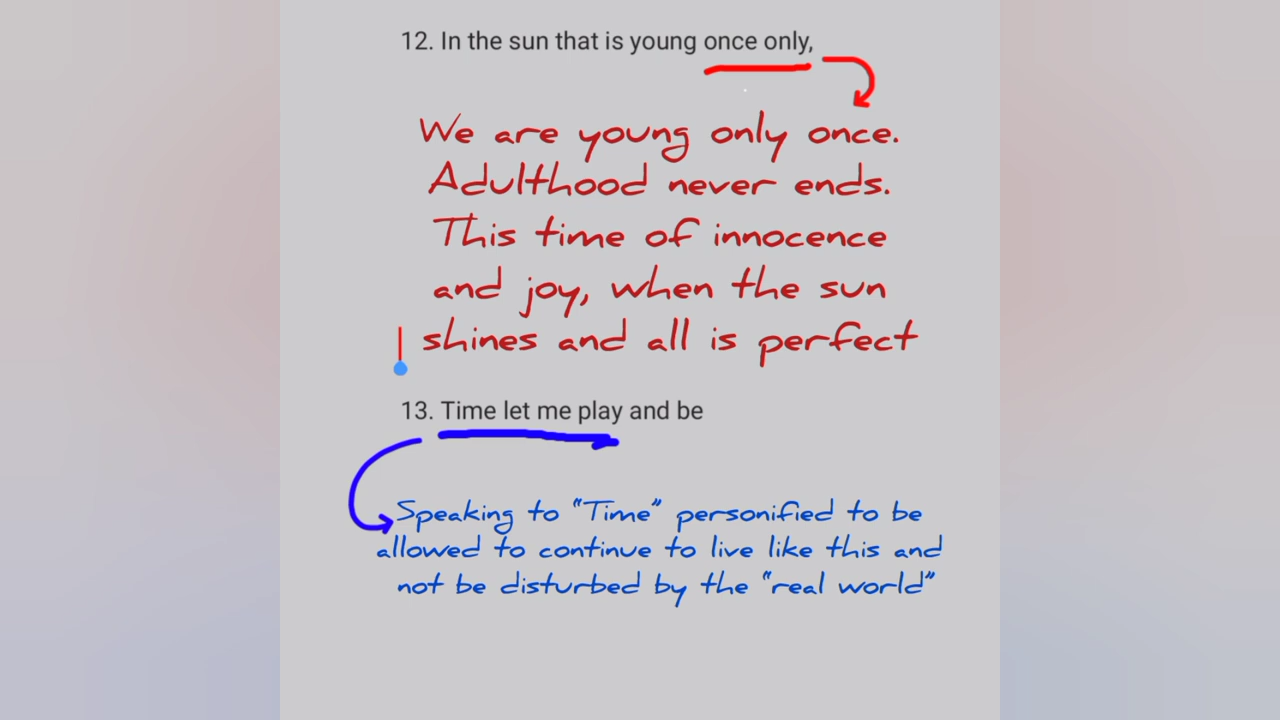 12. In the sun that is young once only,
We are young only once.
Adulthood never ends.
This time of innocence
and joy, when the sun
shines and all is perfect
13. Time let me play and be
Speaking to "Time" personified to be
allowed to continue to live like this and
not be disturbed by the "real world"